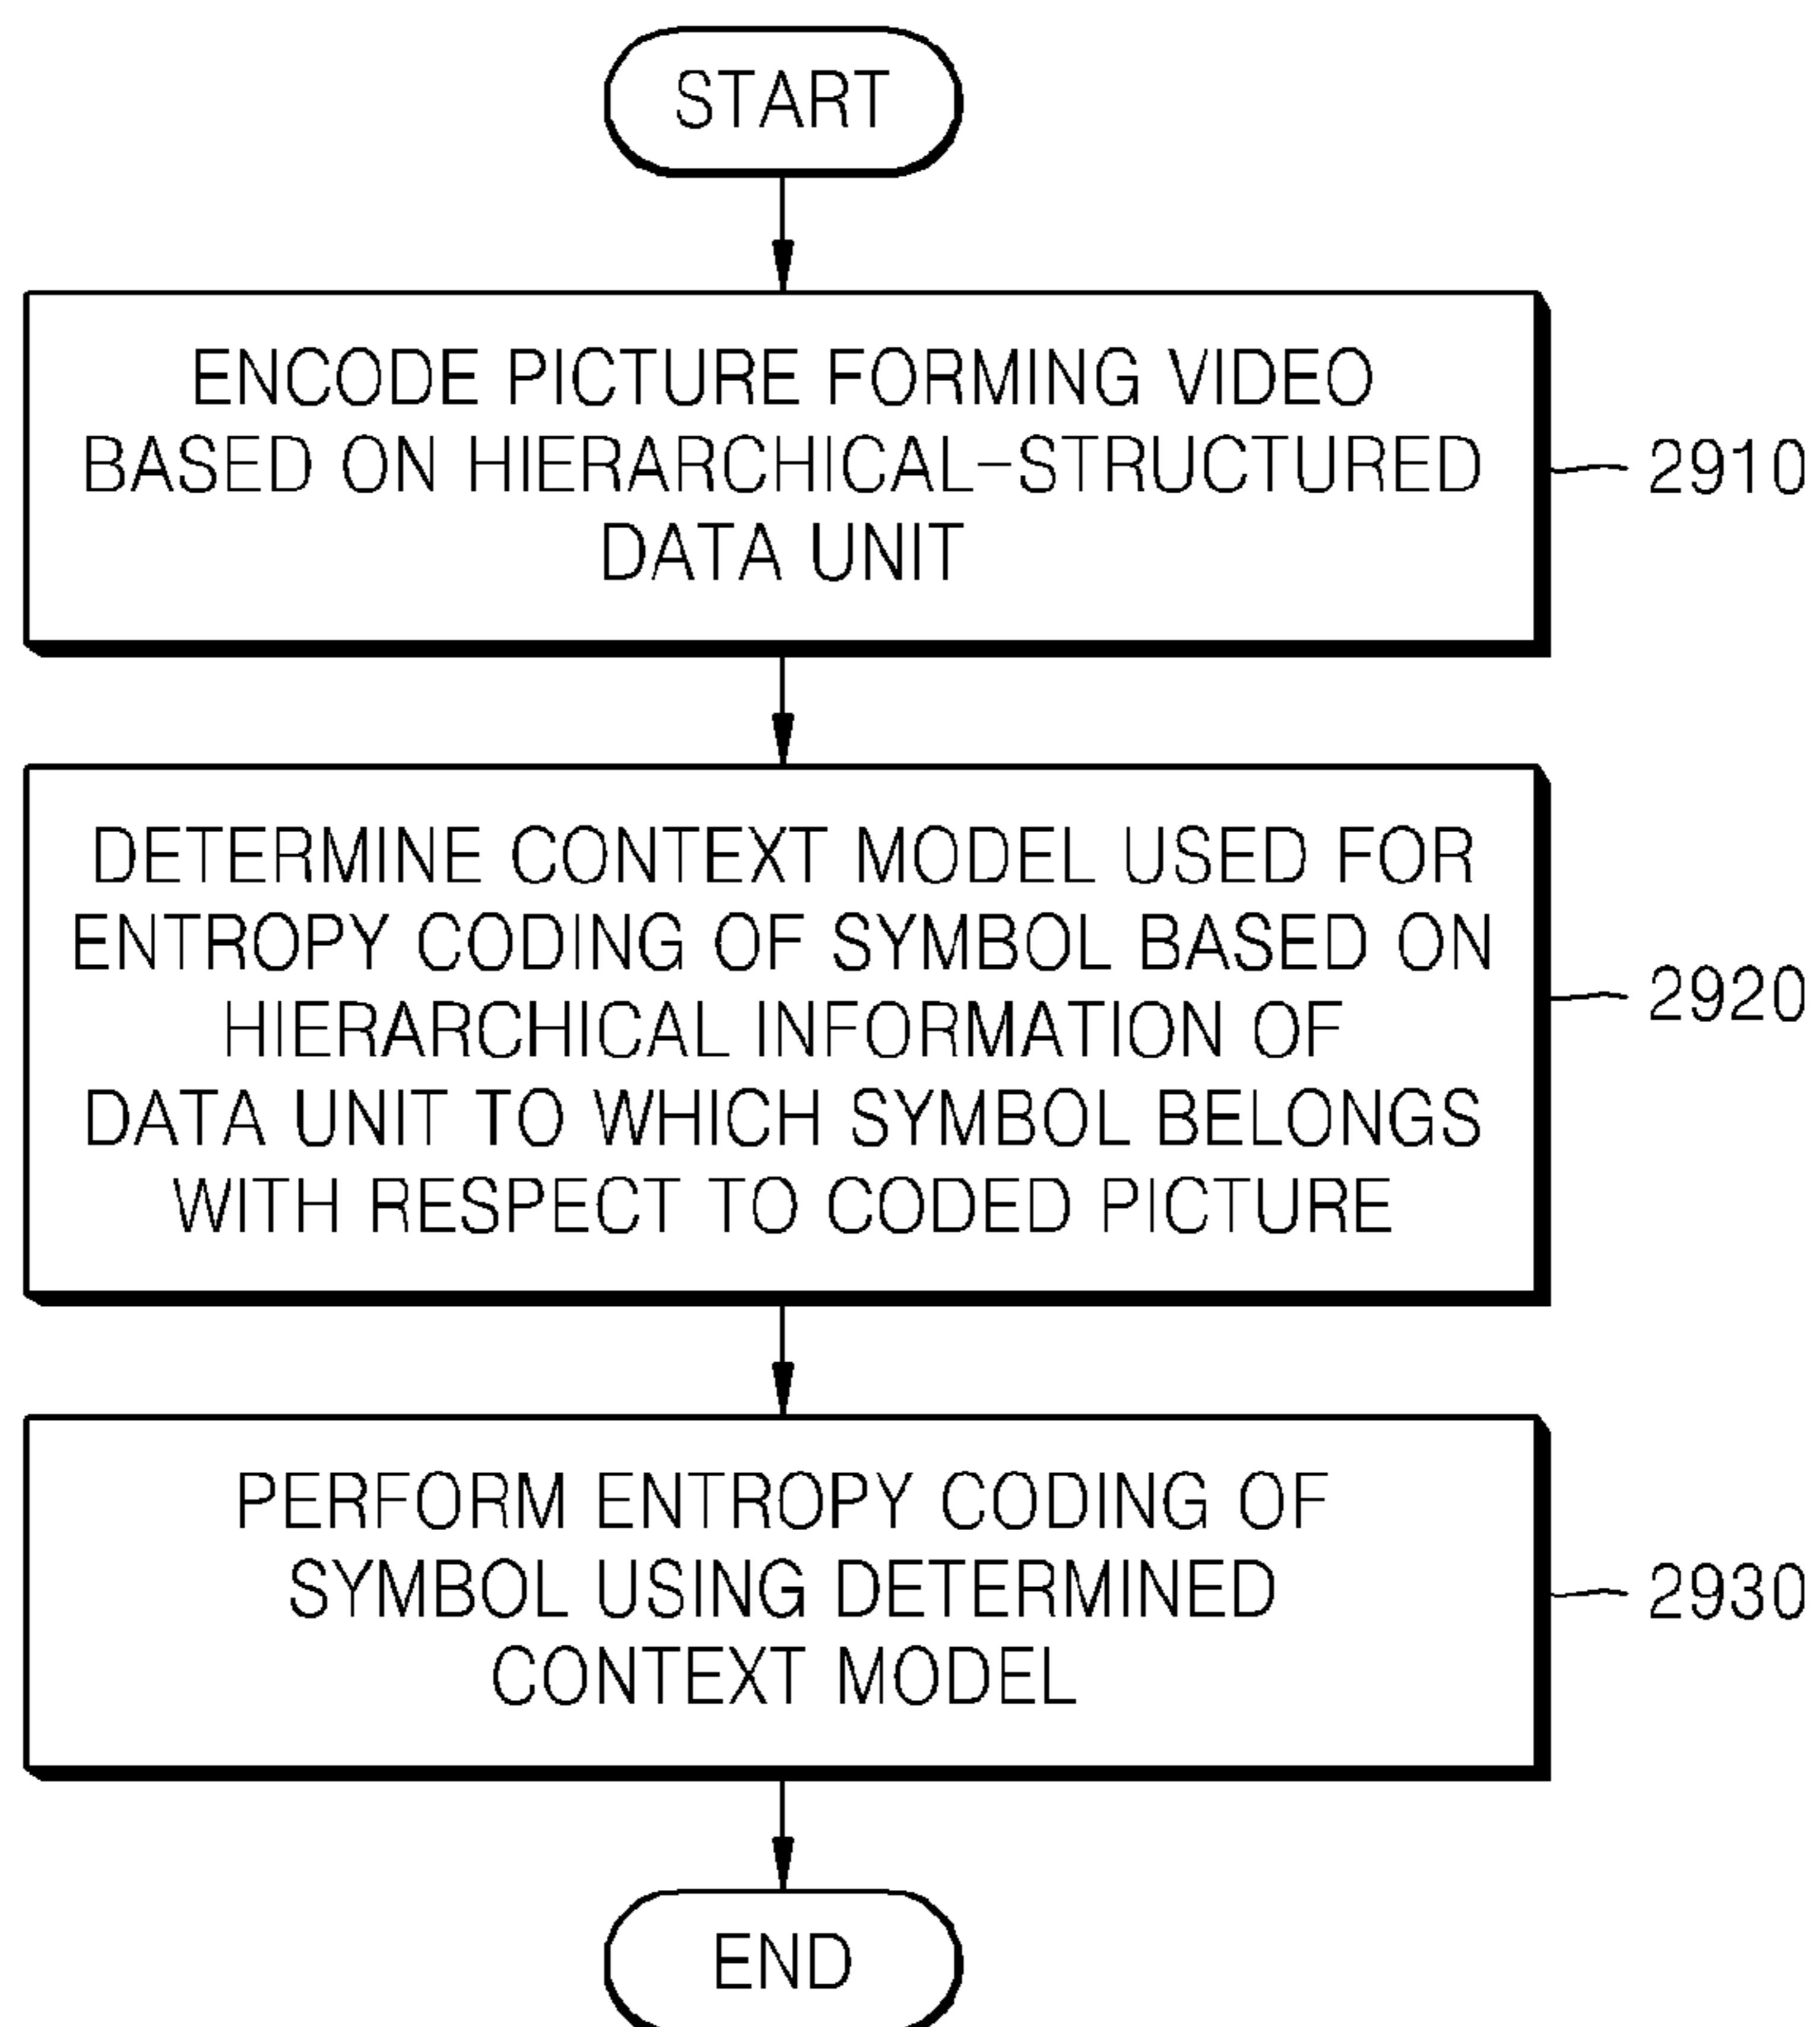 START
ENCODE PICTURE FORMING VIDEO
BASED ON HIERARCHICAL-STRUCTURED
DATA UNIT
2910
DETERMINE CONTEXT MODEL USED FOR
ENTROPY CODING OF SYMBOL BASED ON
HIERARCHICAL INFORMATION OF
DATA UNIT TO WHICH SYMBOL BELONGS
WITH RESPECT TO CODED PICTURE
2920
PERFORM ENTROPY CODING OF
SYMBOL USING DETERMINED
CONTEXT MODEL
2930
END